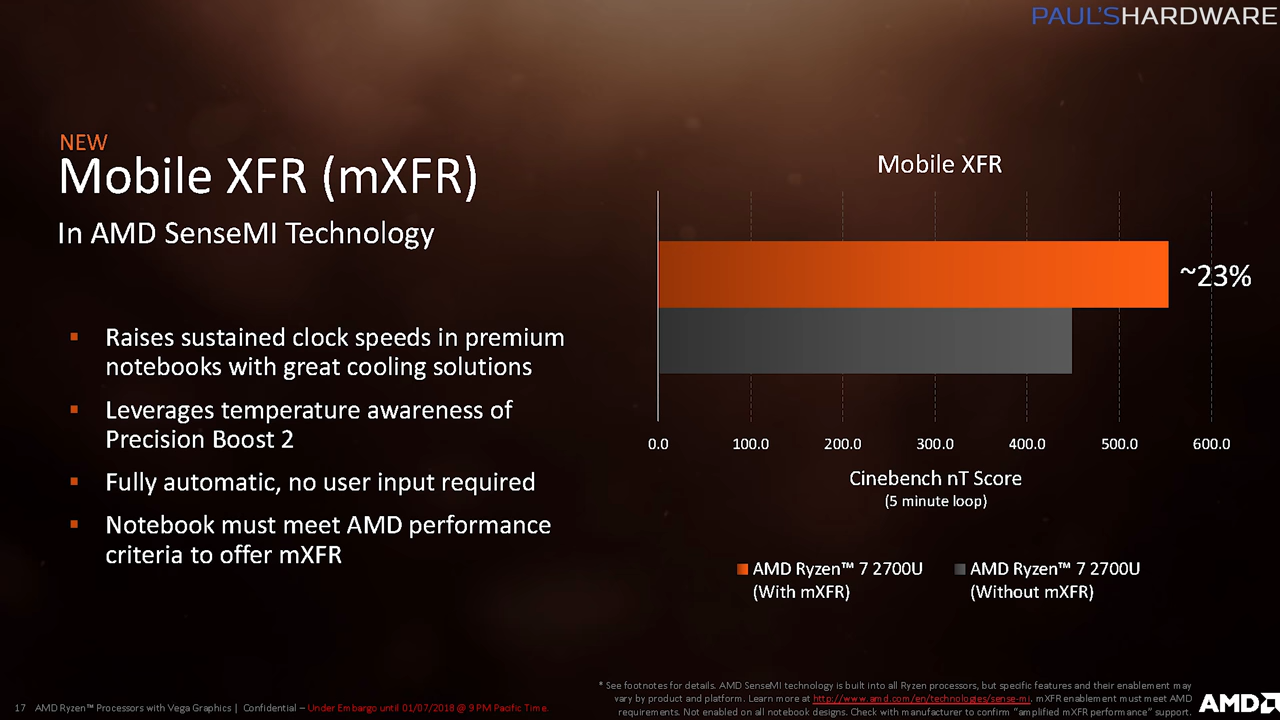 PAUL'SHARDWARE
NEW
Mobile XFR (mXFR)
In AMD SenseMI Technology
▪ Raises sustained clock speeds in premium
notebooks with great cooling solutions
▪ Leverages temperature awareness of
Precision Boost 2
▪ Fully automatic, no user input required
▪ Notebook must meet AMD performance
criteria to offer mXFR
Mobile XFR
~23%
0.0 100.0 200.0 300.0 400.0 500.0 600.0
Cinebench nT Score
(5 minute loop)
AMD Ryzen™ 7 2700U
(With mXFR)
AMD Ryzen™ 7 2700U
(Without mXFR)
* See footnotes for details. AMD SenseMI technology is built into all Ryzen processors, but specific features and their enablement may
vary by product and platform. Learn more at http://www.amd.com/en/technologies/sense-mi. mXFR enablement must meet AMD
requirements. Not enabled on all notebook designs. Check with manufacturer to confirm "amplified mXFR performance" support.
17 AMD Ryzen™ Processors with Vega Graphics | Confidential – Under Embargo until 01/07/2018 @ 9 PM Pacific Time.
AMD